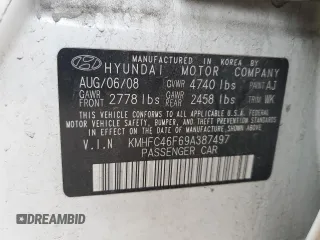 MANUFACTURED IN KOREA BY
HYUNDAI MOTOR COMPANY
AUG/06/08 GVWR 4740 lbs PAINT AJ
GAWR FRONT 2778 lbs GAWR REAR 2458 lbs TRIM WK
THIS VEHICLE CONFORMS TO ALL APPLICABLE
FEDERAL MOTOR VEHICLE SAFETY, BUMPER,
AND THEFT PREVENTION STANDARDS IN EFFECT ON
THE DATE OF MANUFACTURE SHOWN ABOVE.
V.I.N KMHFC46F69A387497
PASSENGER CAR
DREAMBID